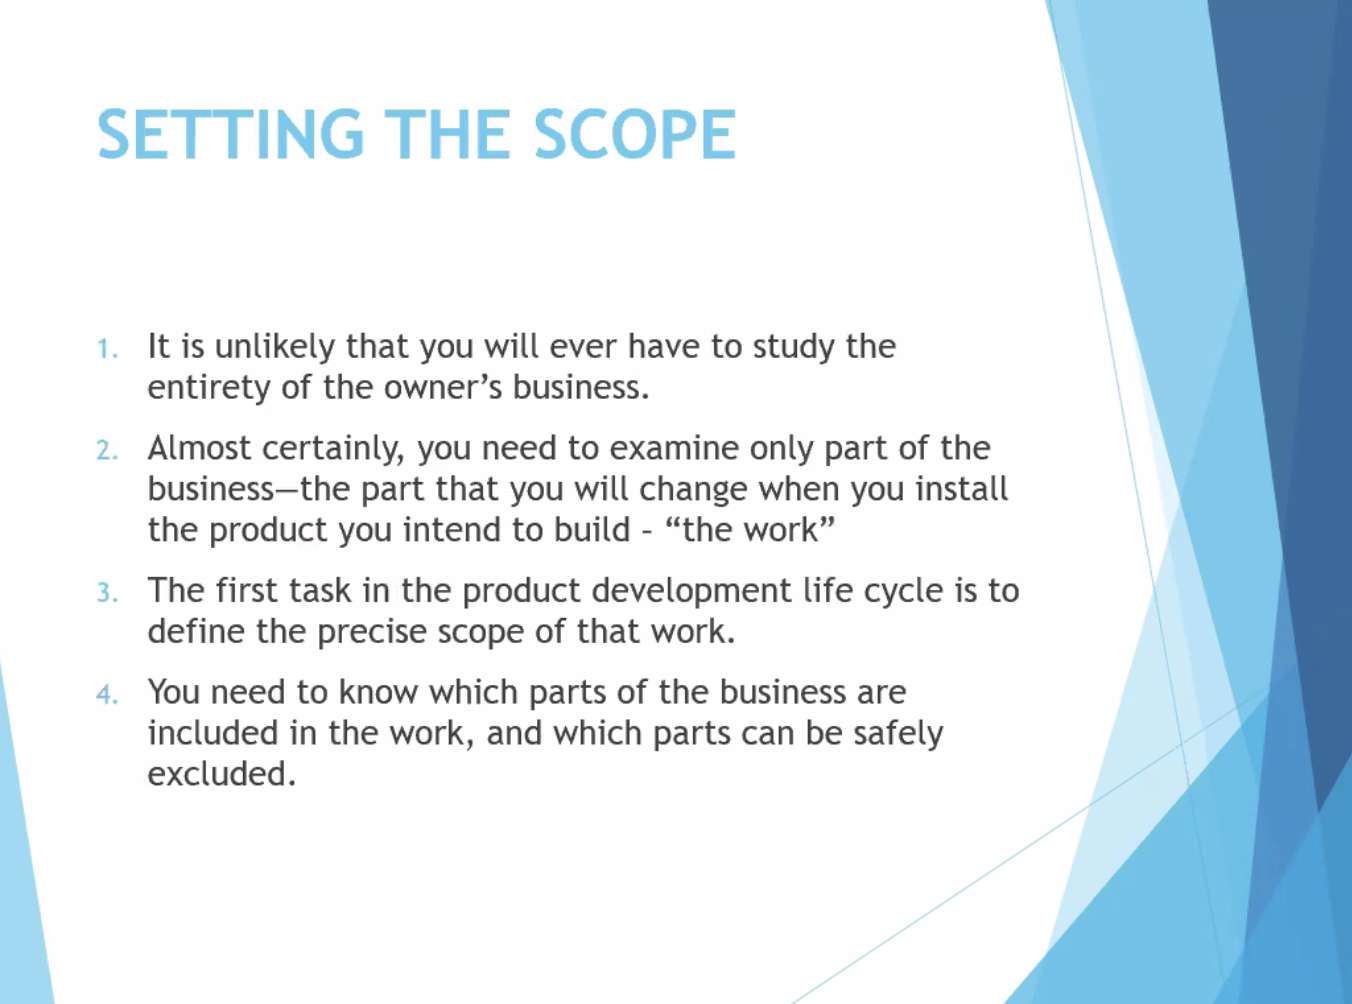 SETTING THE SCOPE
1. It is unlikely that you will ever have to study the
entirety of the owner’s business.
2. Almost certainly, you need to examine only part of the
business—the part that you will change when you install
the product you intend to build - “the work”
3. The first task in the product development life cycle is to
define the precise scope of that work.
4. You need to know which parts of the business are
included in the work, and which parts can be safely
excluded.